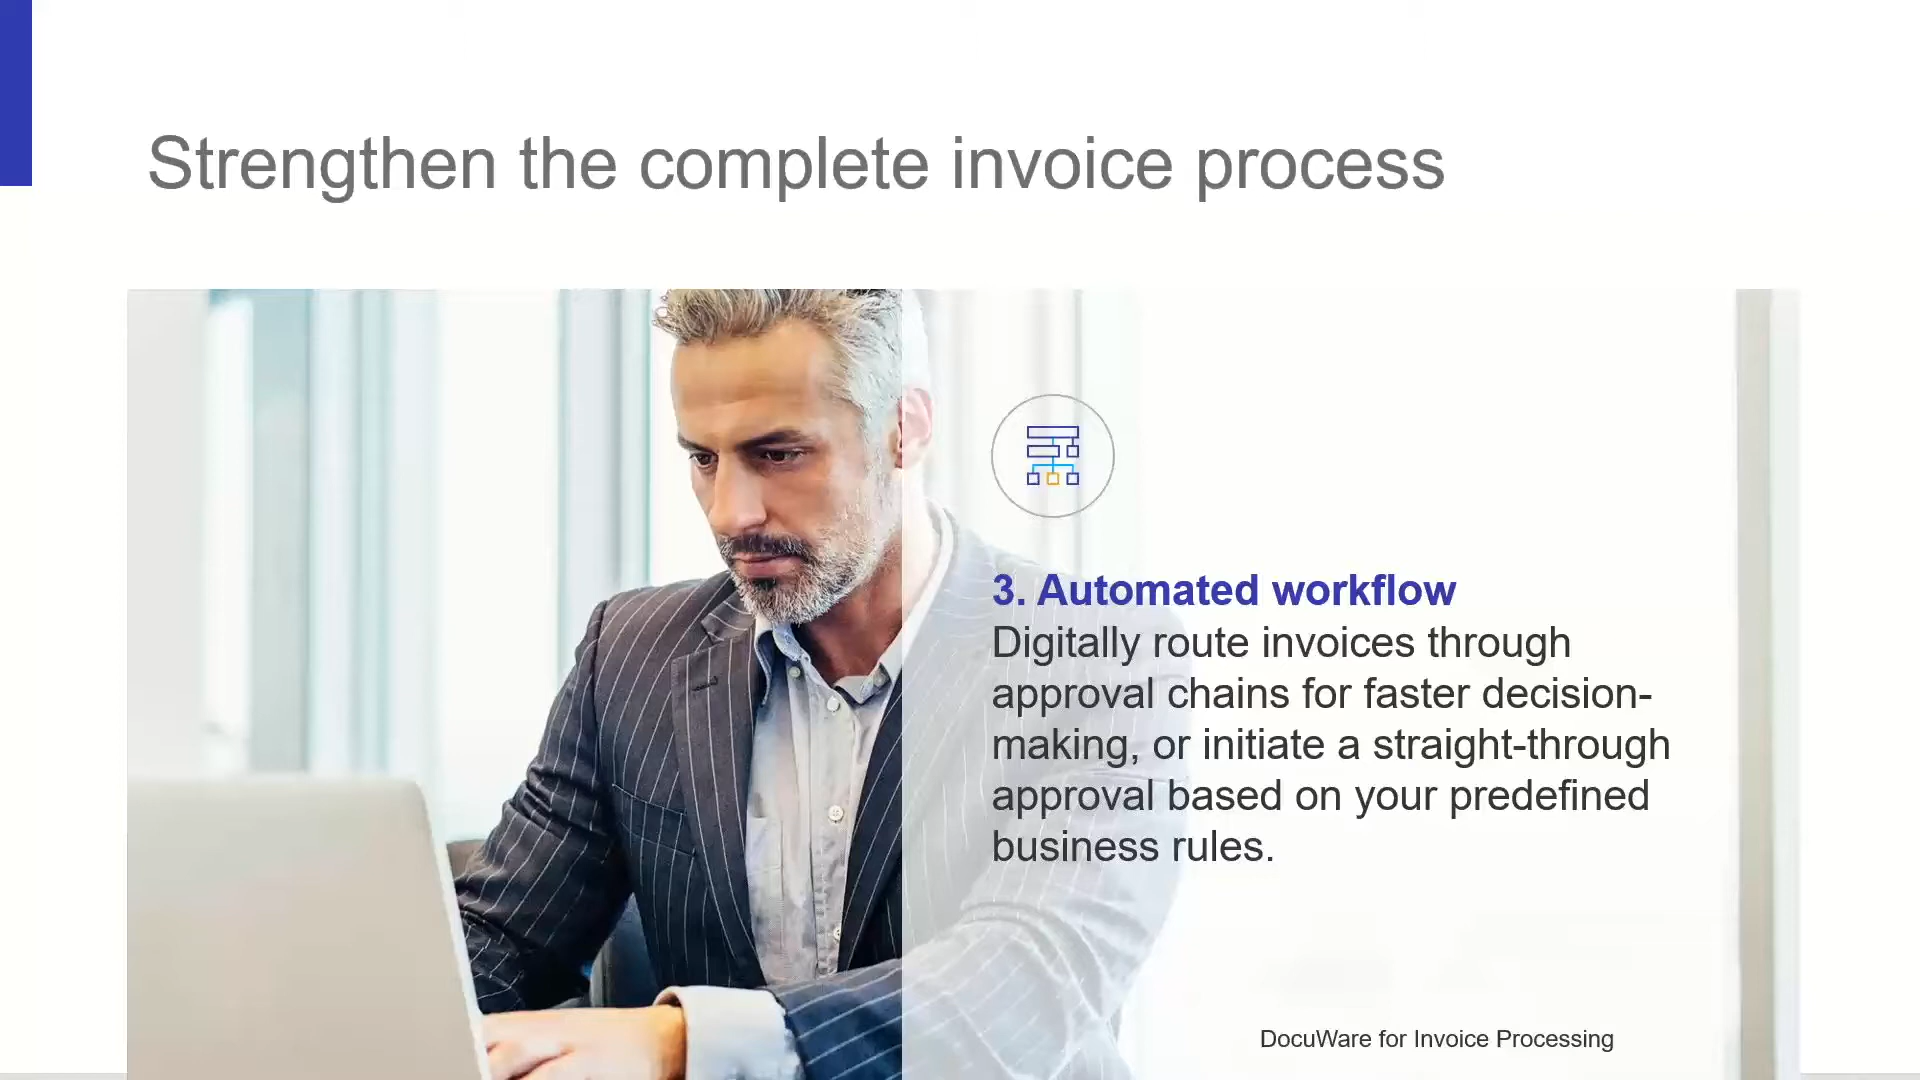 Strengthen the complete invoice process
3. Automated workflow
Digitally route invoices through
approval chains for faster decision-
making, or initiate a straight-through
approval based on your predefined
business rules.
DocuWare for Invoice Processing